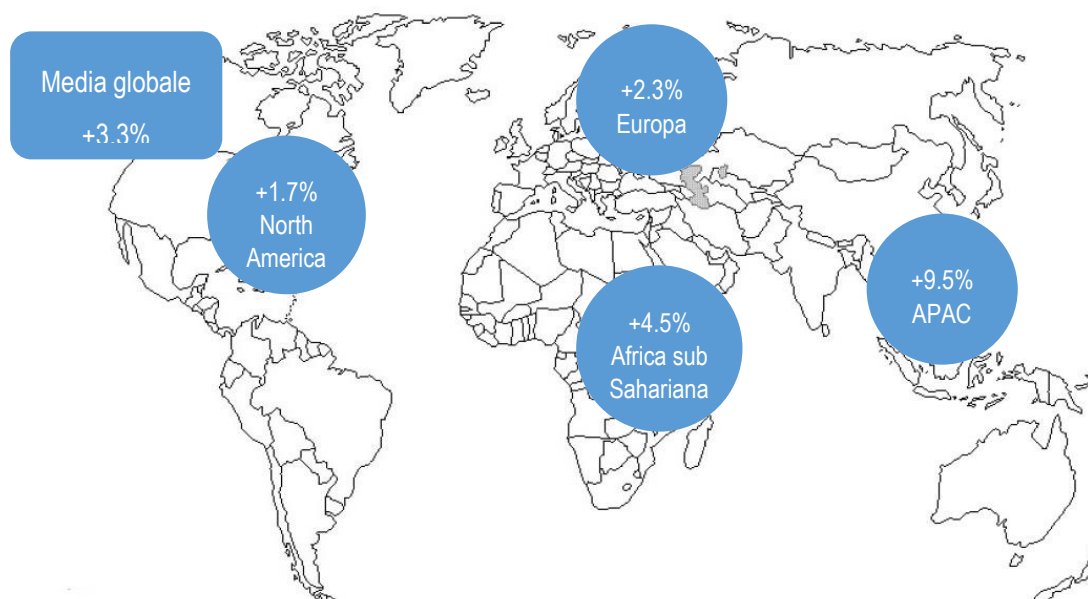 Media globale
+3.3%
+2.3%
Europa
+1.7%
North
America
+9.5%
APAC
+4.5%
Africa sub
Sahariana